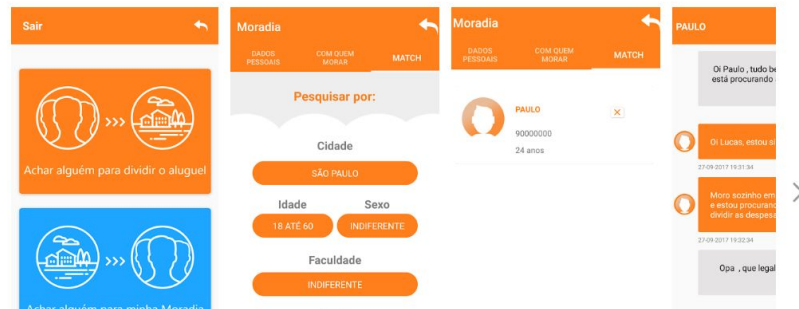 Sair
Achar alguém para dividir o aluguel
Achar alguém para minha Moradia
Moradia
DADOS PESSOAIS
COM QUEM MORAR
MATCH
Pesquisar por:
Cidade
SÃO PAULO
Idade
Sexo
18 ATÉ 60
INDIFERENTE
Faculdade
INDIFERENTE
Moradia
DADOS PESSOAIS
COM QUEM MORAR
MATCH
PAULO
90000000
24 anos
PAULO
Oi Paulo , tudo be
está procurando
Oi Lucas, estou
27-09-2017 19:31:34
Moro sozinho em
e estou procuranc
dividir as despesa
27-09-2017 19:32:34
Opa , que legal